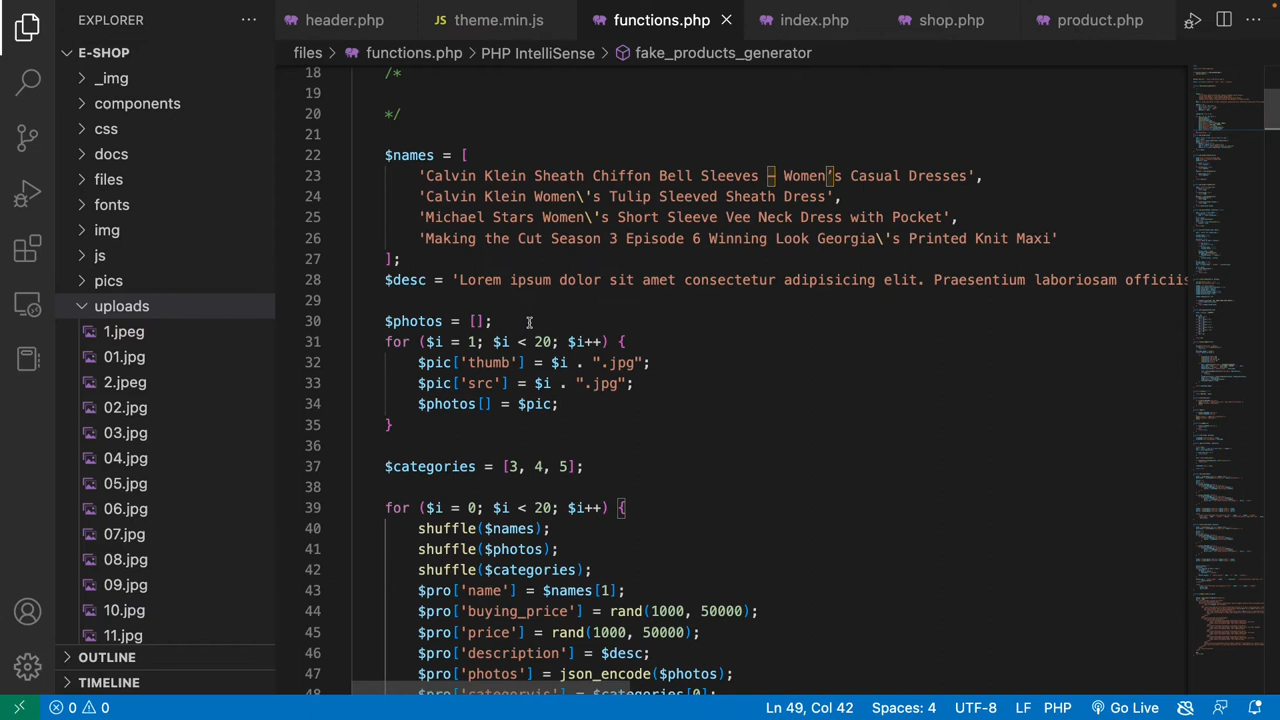 EXPLORER
header.php
JS theme.min.js
functions.php
index.php
shop.php
product.php
E-SHOP
files > functions.php > PHP IntelliSense > fake_products_generator
_img
components
css
docs
files
fonts
img
js
pics
uploads
1.jpeg
01.jpg
2.jpeg
02.jpg
03.jpg
04.jpg
05.jpg
06.jpg
07.jpg
08.jpg
09.jpg
10.jpg
11.jpg
OUTLINE
TIMELINE
18 /*
19
20 */
21
22 $names = [
23 'Calvin Klein Sheath Chiffon Bell Sleeves – Women’s Casual Dresses',
24 'Calvin Klein Women\'s Tulip Sleeved Sheath Dress',
25 'Michael Kors Women\'s Short Sleeve Vee Neck Dress with Pocket',
26 'Making the Cut Season 3 Episode 6 Winning Look Georgia\'s Printed Knit Maxi'
27 ];
28 $desc = 'Lorem ipsum dolor sit amet consectetur adipisicing elit. Praesentium laboriosam officiis
29
30 $photos = [];
31 for ($i = 1; $i < 20; $i++) {
32 $pic['thumb'] = $i . ".jpg";
33 $pic['src'] = $i . ".jpg";
34 $photos[] = $pic;
35 }
36
37 $categories = [3, 4, 5];
38
39 for ($i = 0; $i < 20; $i++) {
40 shuffle($names);
41 shuffle($photos);
42 shuffle($categories);
43 $pro['name'] = $names[1];
44 $pro['buying_price'] = rand(1000, 50000);
45 $pro['price'] = rand(1000, 50000);
46 $pro['description'] = $desc;
47 $pro['photos'] = json_encode($photos);
48
0 0
Ln 49, Col 42 Spaces: 4 UTF-8 LF PHP Go Live